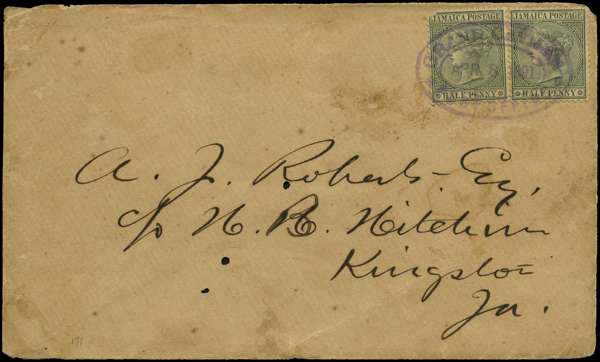 JAMAICA POSTAGE JAMAICA POSTAGE
HALF PENNY HALF PENNY
A. J. Roberts Esq.
c/o H. B. Hitchins
Kingston
Ja.